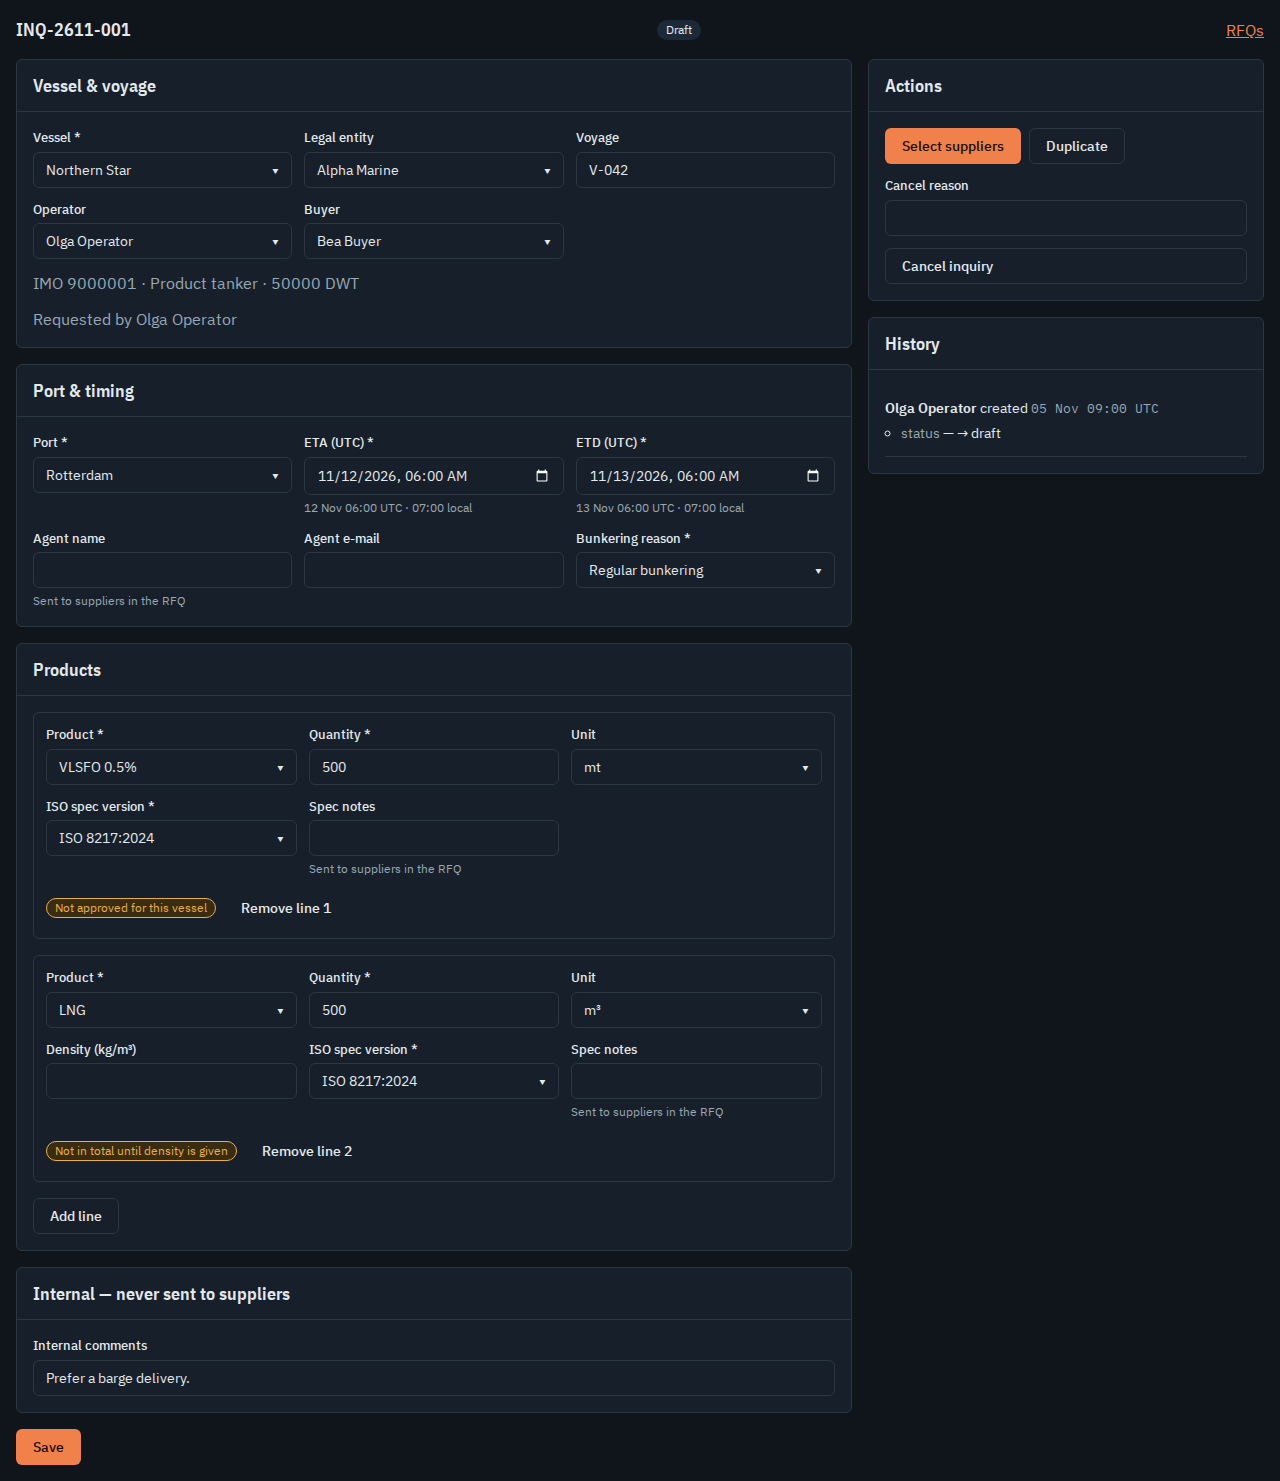 INQ-2611-001
Draft
RFQs
Vessel & voyage
Vessel *
Legal entity
Voyage
Northern Star
Alpha Marine
V-042
Operator
Buyer
Olga Operator
Bea Buyer
IMO 9000001 · Product tanker · 50000 DWT
Requested by Olga Operator
Port & timing
Port *
ETA (UTC) *
ETD (UTC) *
Rotterdam
11/12/2026, 06:00 AM
11/13/2026, 06:00 AM
12 Nov 06:00 UTC · 07:00 local
13 Nov 06:00 UTC · 07:00 local
Agent name
Agent e-mail
Bunkering reason *
Regular bunkering
Sent to suppliers in the RFQ
Products
Product *
Quantity *
Unit
VLSFO 0.5%
500
mt
ISO spec version *
Spec notes
ISO 8217:2024
Sent to suppliers in the RFQ
Not approved for this vessel
Remove line 1
Product *
Quantity *
Unit
LNG
500
m³
Density (kg/m³)
ISO spec version *
Spec notes
ISO 8217:2024
Sent to suppliers in the RFQ
Not in total until density is given
Remove line 2
Add line
Internal — never sent to suppliers
Internal comments
Prefer a barge delivery.
Save
Actions
Select suppliers
Duplicate
Cancel reason
Cancel inquiry
History
Olga Operator created 05 Nov 09:00 UTC
status — → draft